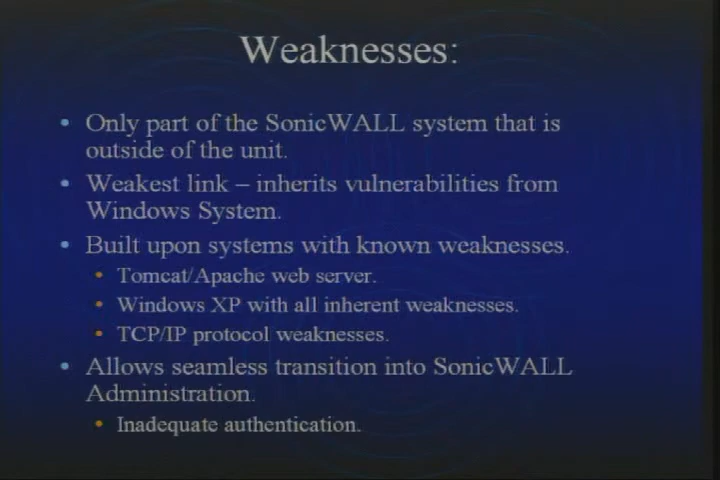 Weaknesses:
• Only part of the SonicWALL system that is
outside of the unit.
• Weakest link – inherits vulnerabilities from
Windows System.
• Built upon systems with known weaknesses.
• Tomcat/Apache web server.
• Windows XP with all inherent weaknesses.
• TCP/IP protocol weaknesses.
• Allows seamless transition into SonicWALL
Administration.
• Inadequate authentication.